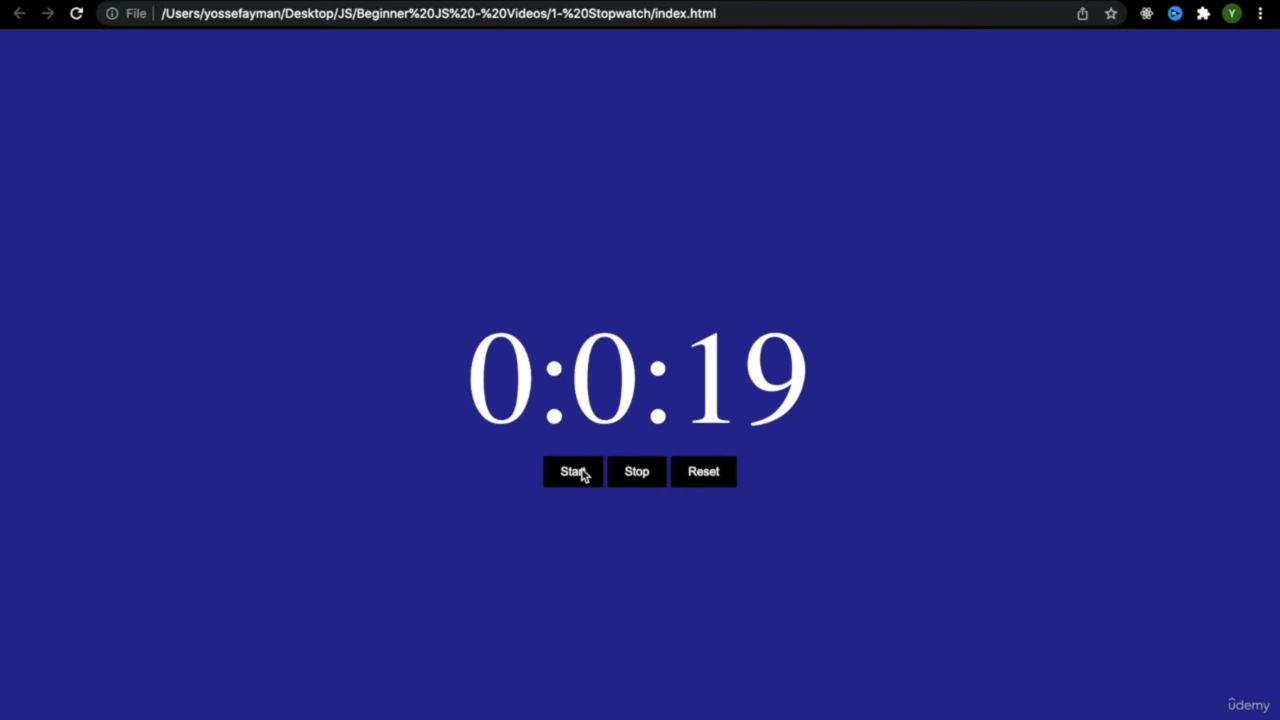 File /Users/yossefayman/Desktop/JS/Beginner%20JS%20-%20Videos/1-%20Stopwatch/index.html
Y
0:0:19
Start Stop Reset
ûdemy